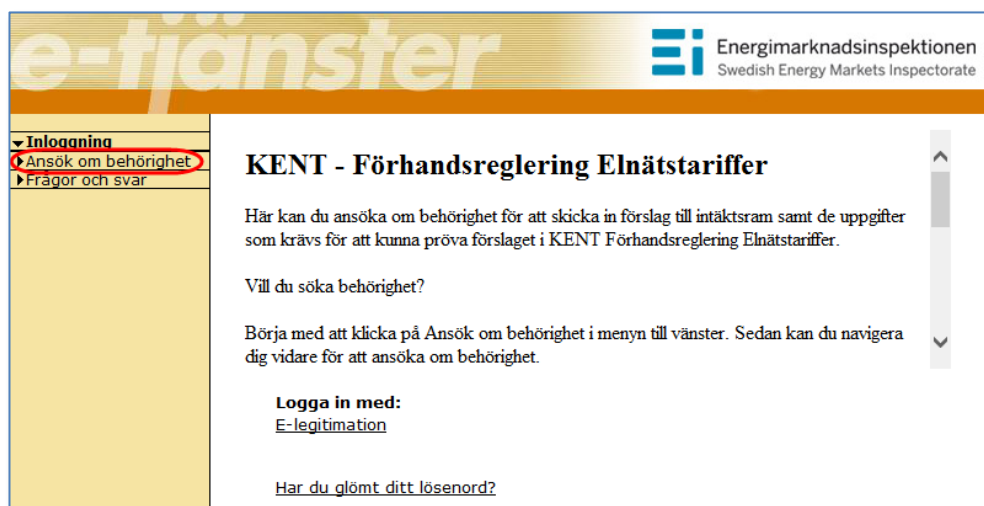 e-tjänster
Energimarknadsinspektionen
Swedish Energy Markets Inspectorate
Inloggning
Ansök om behörighet
Frågor och svar
KENT - Förhandsreglering Elnätstariffer
Här kan du ansöka om behörighet för att skicka in förslag till intäktsram samt de uppgifter
som krävs för att kunna pröva förslaget i KENT Förhandsreglering Elnätstariffer.
Vill du söka behörighet?
Börja med att klicka på Ansök om behörighet i menyn till vänster. Sedan kan du navigera
dig vidare för att ansöka om behörighet.
Logga in med:
E-legitimation
Har du glömt ditt lösenord?